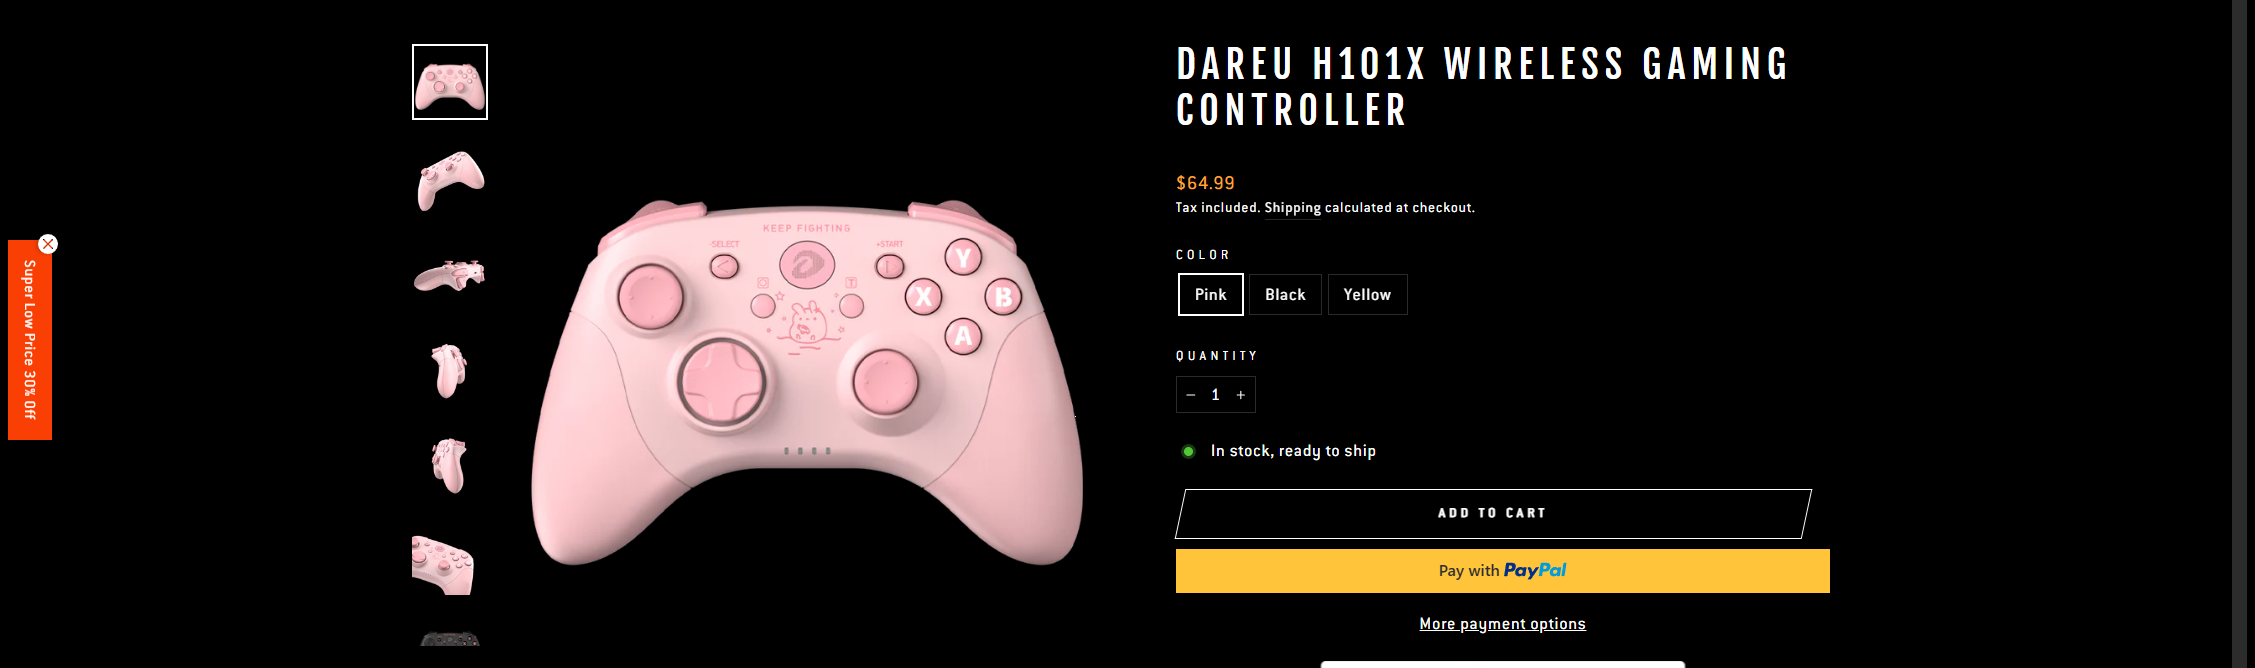 DAREU H101X WIRELESS GAMING
CONTROLLER
$64.99
Tax included. Shipping calculated at checkout.
COLOR
Pink Black Yellow
QUANTITY
− 1 +
In stock, ready to ship
ADD TO CART
Pay with PayPal
More payment options
KEEP FIGHTING
-SELECT
+START
Y
X
B
A
T
Super Low Price 30% Off